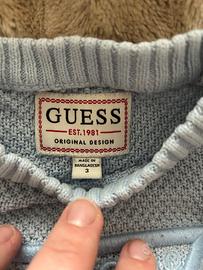 GUESS
EST. 1981
ORIGINAL DESIGN
MADE IN
BANGLADESH
3